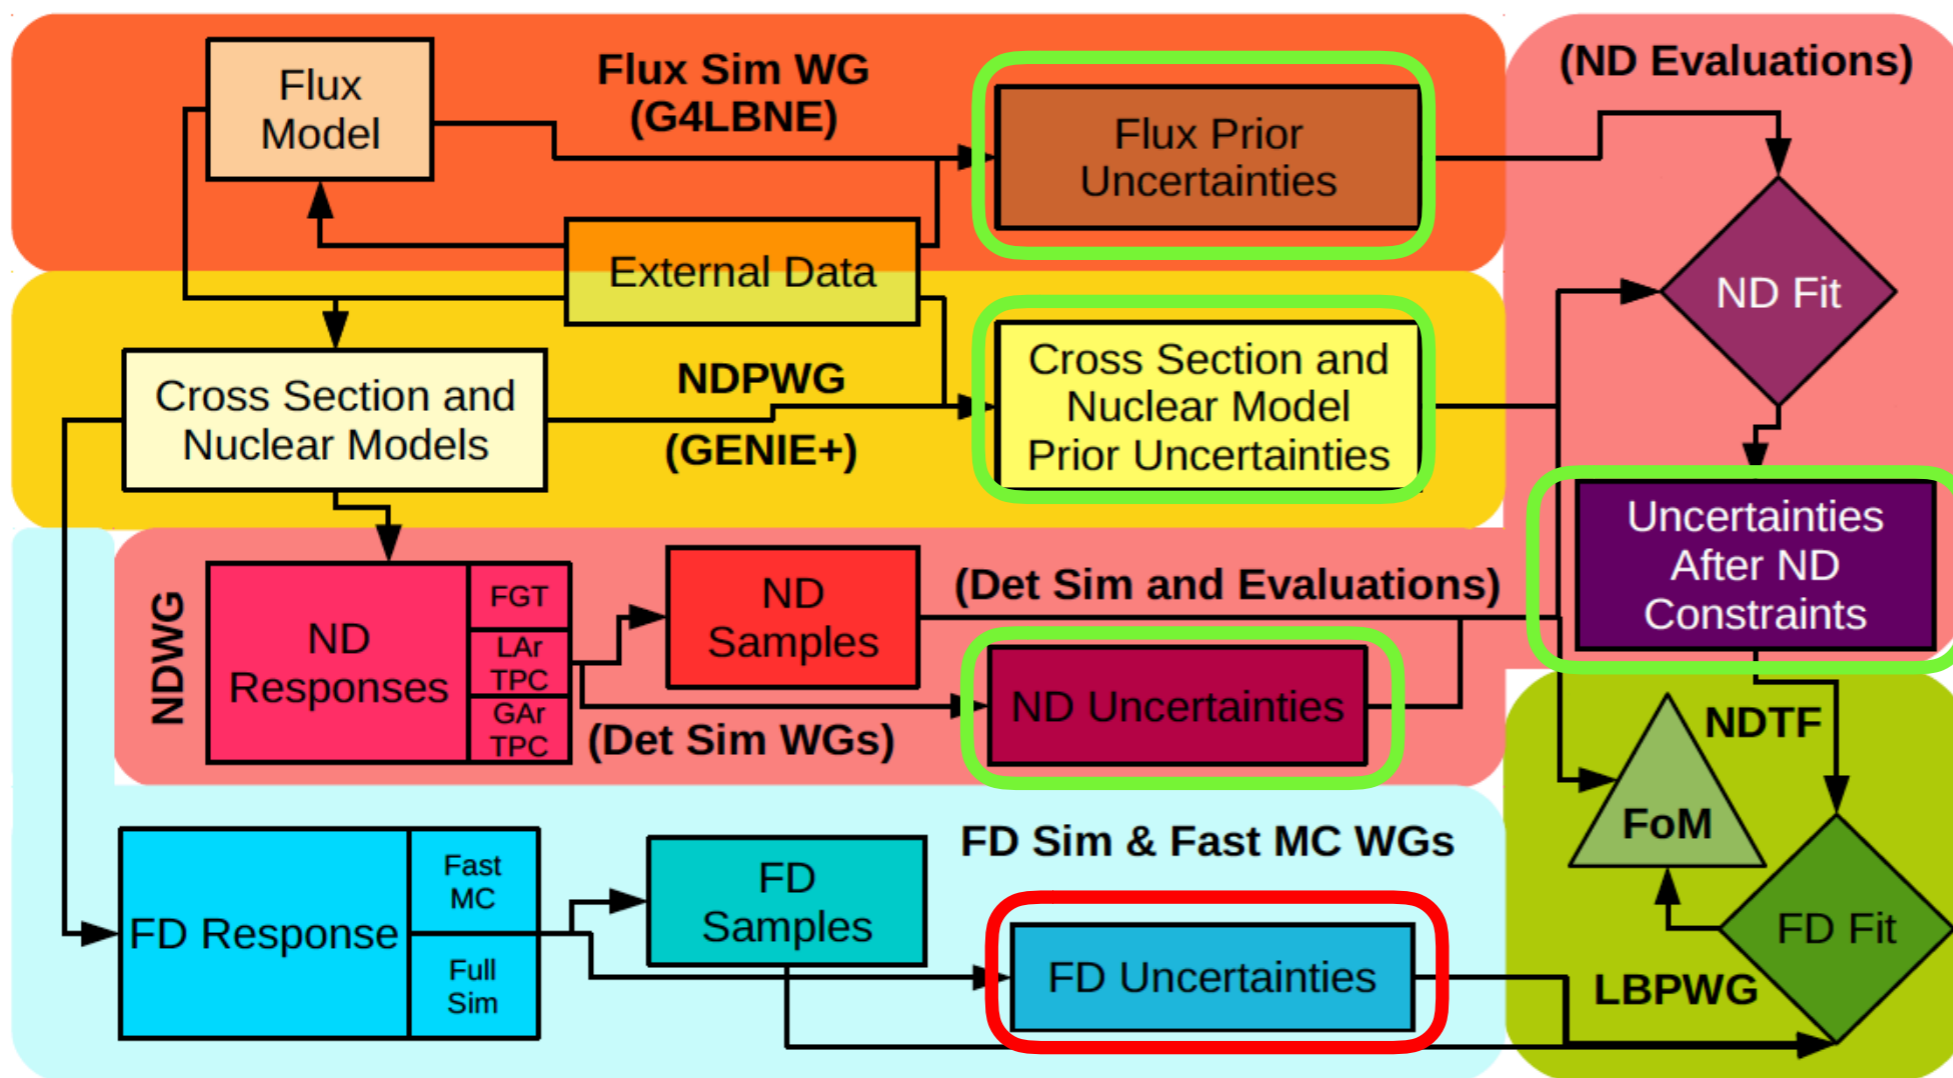 Flux
Model
Flux Sim WG
(G4LBNE)
Flux Prior
Uncertainties
(ND Evaluations)
External Data
ND Fit
Cross Section and
Nuclear Models
NDPWG
(GENIE+)
Cross Section and
Nuclear Model
Prior Uncertainties
Uncertainties
After ND
Constraints
NDWG
ND
Responses
FGT
LAr
TPC
GAr
TPC
ND
Samples
(Det Sim and Evaluations)
(Det Sim WGs)
ND Uncertainties
NDTF
FoM
FD Response
Fast
MC
Full
Sim
FD
Samples
FD Sim & Fast MC WGs
FD Uncertainties
FD Fit
LBPWG